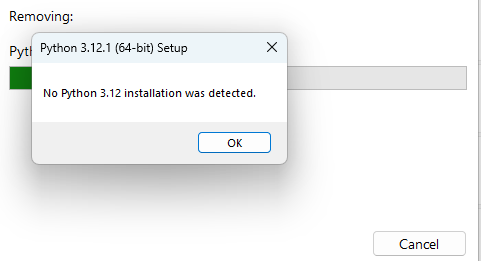 Removing:
Python 3.12.1 (64-bit) Setup
No Python 3.12 installation was detected.
OK
Cancel